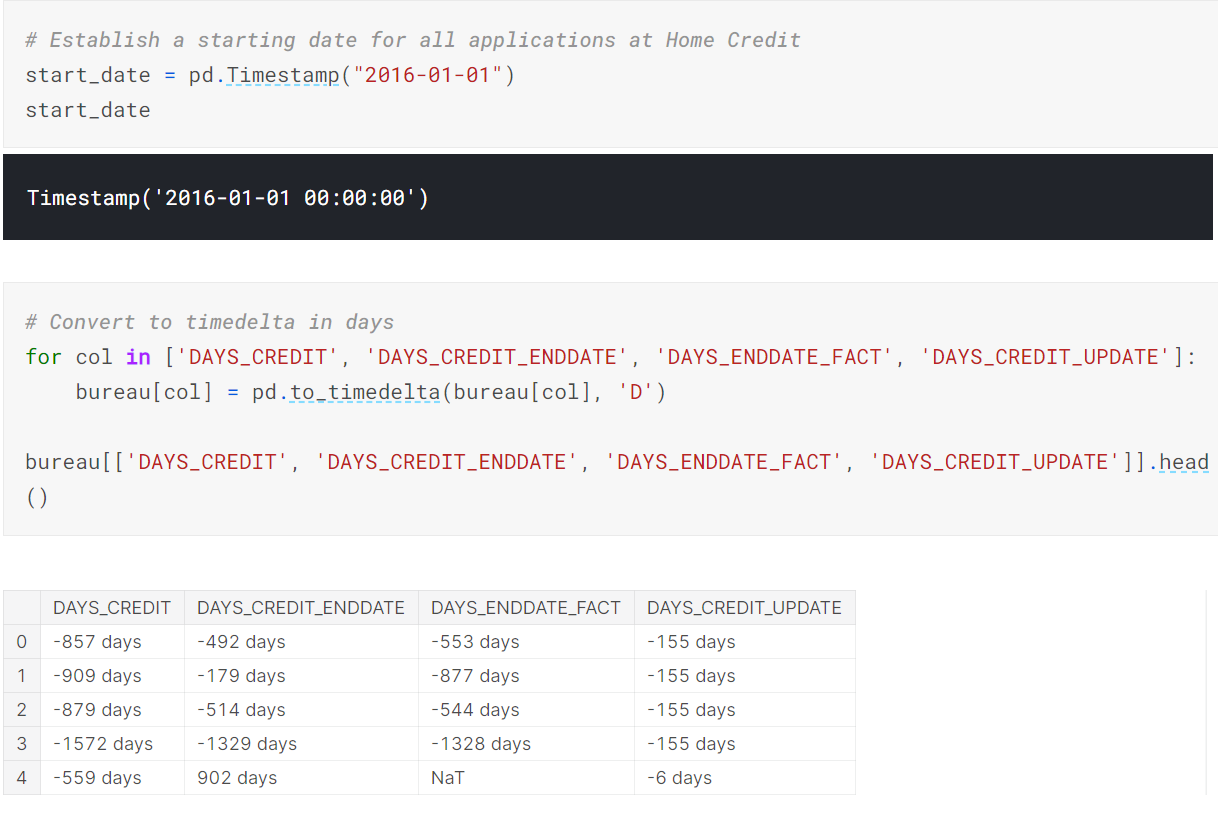 # Establish a starting date for all applications at Home Credit
start_date = pd.Timestamp("2016-01-01")
start_date
Timestamp('2016-01-01 00:00:00')
# Convert to timedelta in days
for col in ['DAYS_CREDIT', 'DAYS_CREDIT_ENDDATE', 'DAYS_ENDDATE_FACT', 'DAYS_CREDIT_UPDATE']:
    bureau[col] = pd.to_timedelta(bureau[col], 'D')
bureau[['DAYS_CREDIT', 'DAYS_CREDIT_ENDDATE', 'DAYS_ENDDATE_FACT', 'DAYS_CREDIT_UPDATE']].head
()
DAYS_CREDIT DAYS_CREDIT_ENDDATE DAYS_ENDDATE_FACT DAYS_CREDIT_UPDATE
0 -857 days -492 days -553 days -155 days
1 -909 days -179 days -877 days -155 days
2 -879 days -514 days -544 days -155 days
3 -1572 days -1329 days -1328 days -155 days
4 -559 days 902 days NaT -6 days